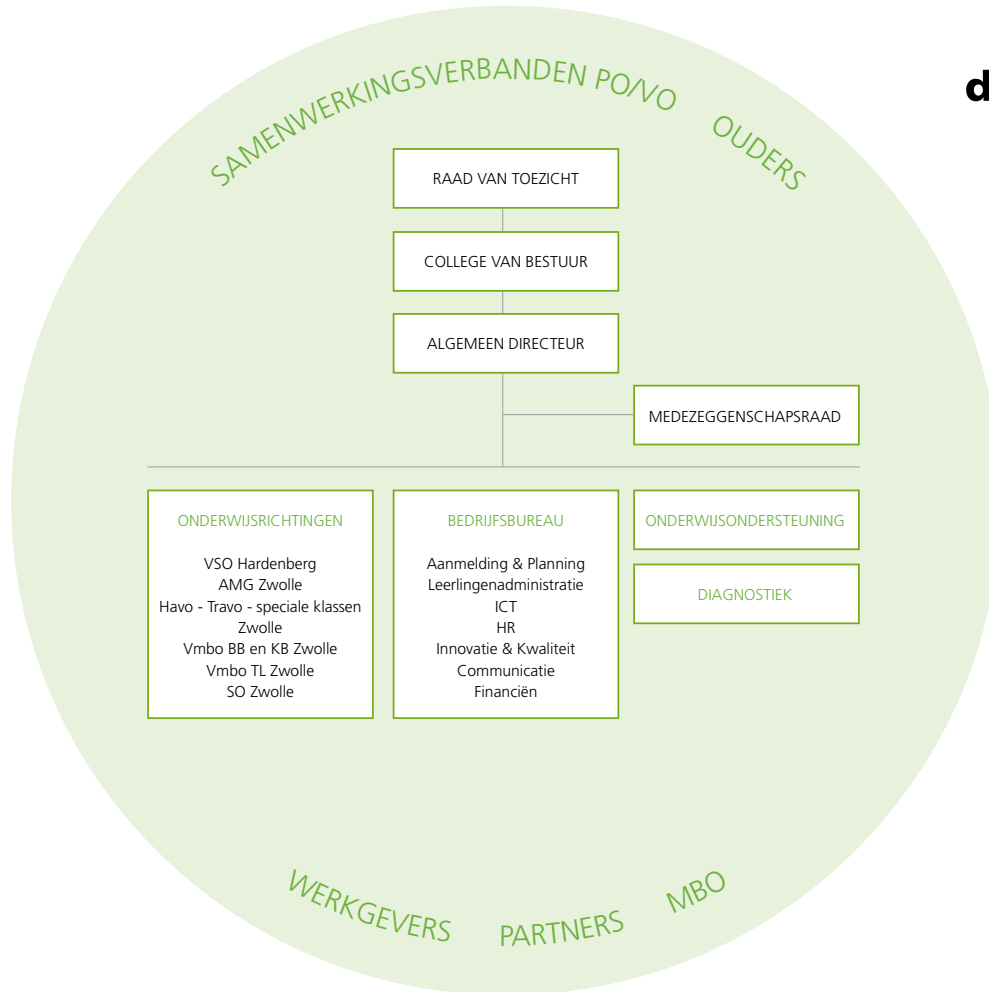 SAMENWERKINGSVERBANDEN PO/VO
OUDERS
d
RAAD VAN TOEZICHT
COLLEGE VAN BESTUUR
ALGEMEEN DIRECTEUR
MEDEZEGGENSCHAPSRAAD
ONDERWIJSRICHTINGEN
VSO Hardenberg
AMG Zwolle
Havo - Travo - speciale klassen
Zwolle
Vmbo BB en KB Zwolle
Vmbo TL Zwolle
SO Zwolle
BEDRIJFSBUREAU
Aanmelding & Planning
Leerlingenadministratie
ICT
HR
Innovatie & Kwaliteit
Communicatie
Financiën
ONDERWIJSONDERSTEUNING
DIAGNOSTIEK
WERKGEVERS
PARTNERS
MBO